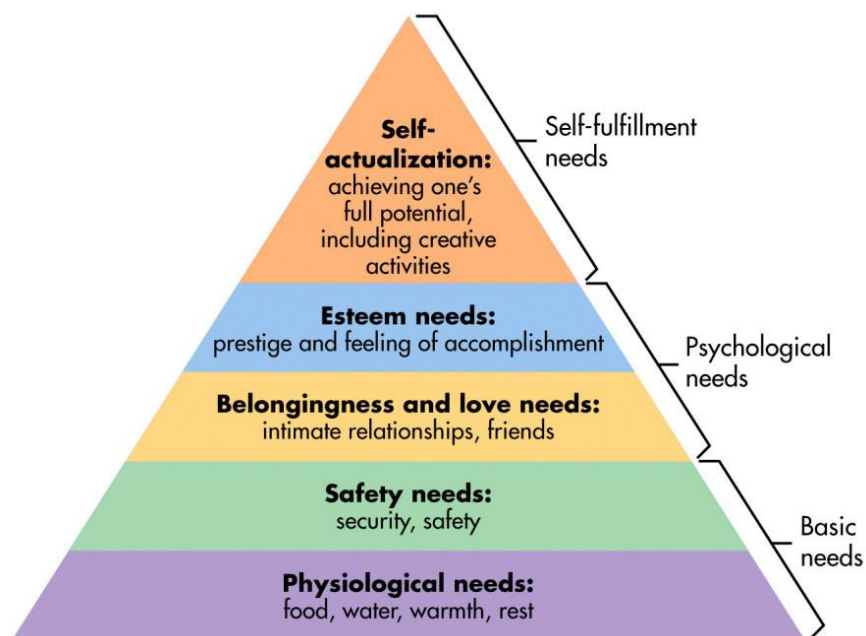 Self-
actualization:
achieving one's
full potential,
including creative
activities
Self-fulfillment
needs
Esteem needs:
prestige and feeling of accomplishment
Psychological
needs
Belongingness and love needs:
intimate relationships, friends
Safety needs:
security, safety
Basic
needs
Physiological needs:
food, water, warmth, rest